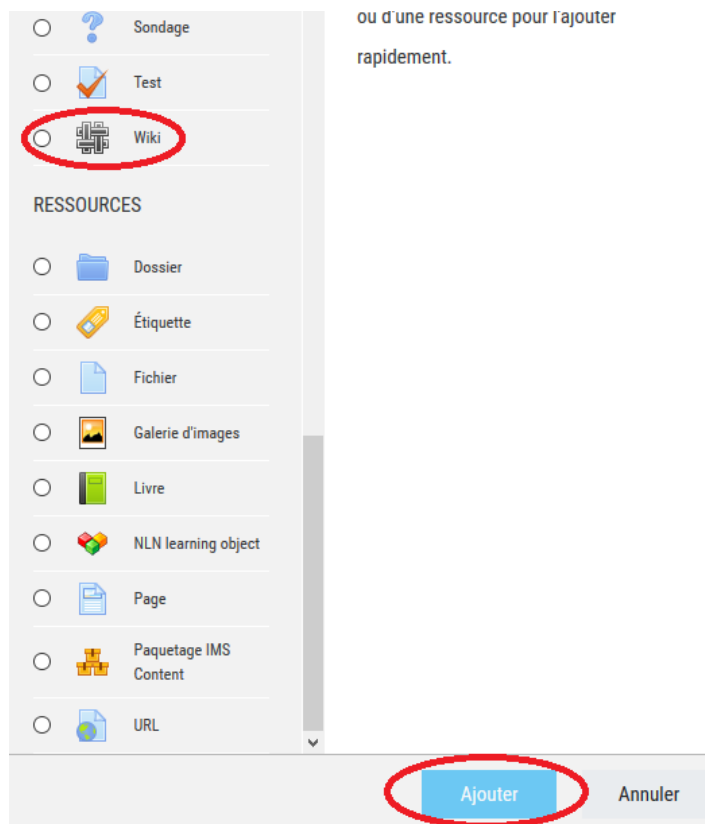 Sondage
Test
Wiki
RESSOURCES
Dossier
Étiquette
Fichier
Galerie d'images
Livre
NLN learning object
Page
Paquetage IMS
Content
URL
ou d'une ressource pour l'ajouter
rapidement.
Ajouter
Annuler